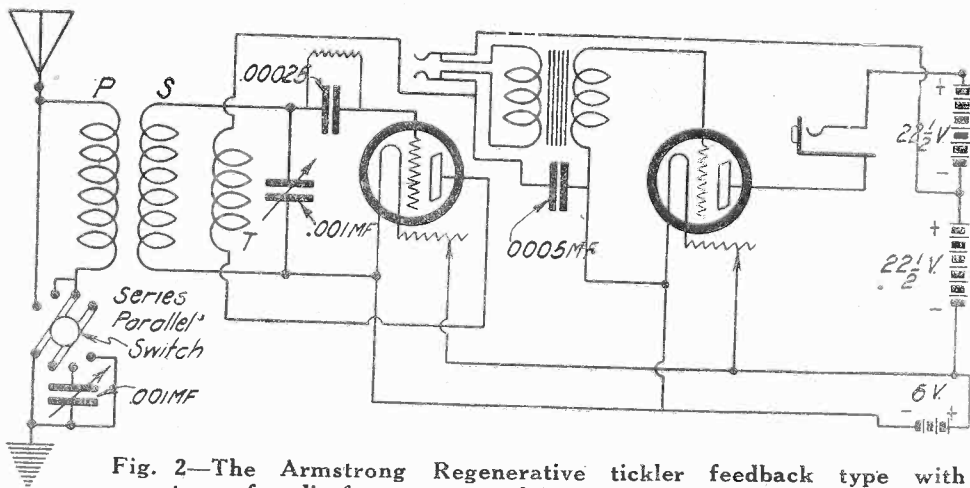 P
S
.00025
T
.001MF
.0005MF
+
22½V.
-
+
22½V.
-
Series
Parallel
Switch
.001MF
6V.
- +
Fig. 2—The Armstrong Regenerative tickler feedback type with